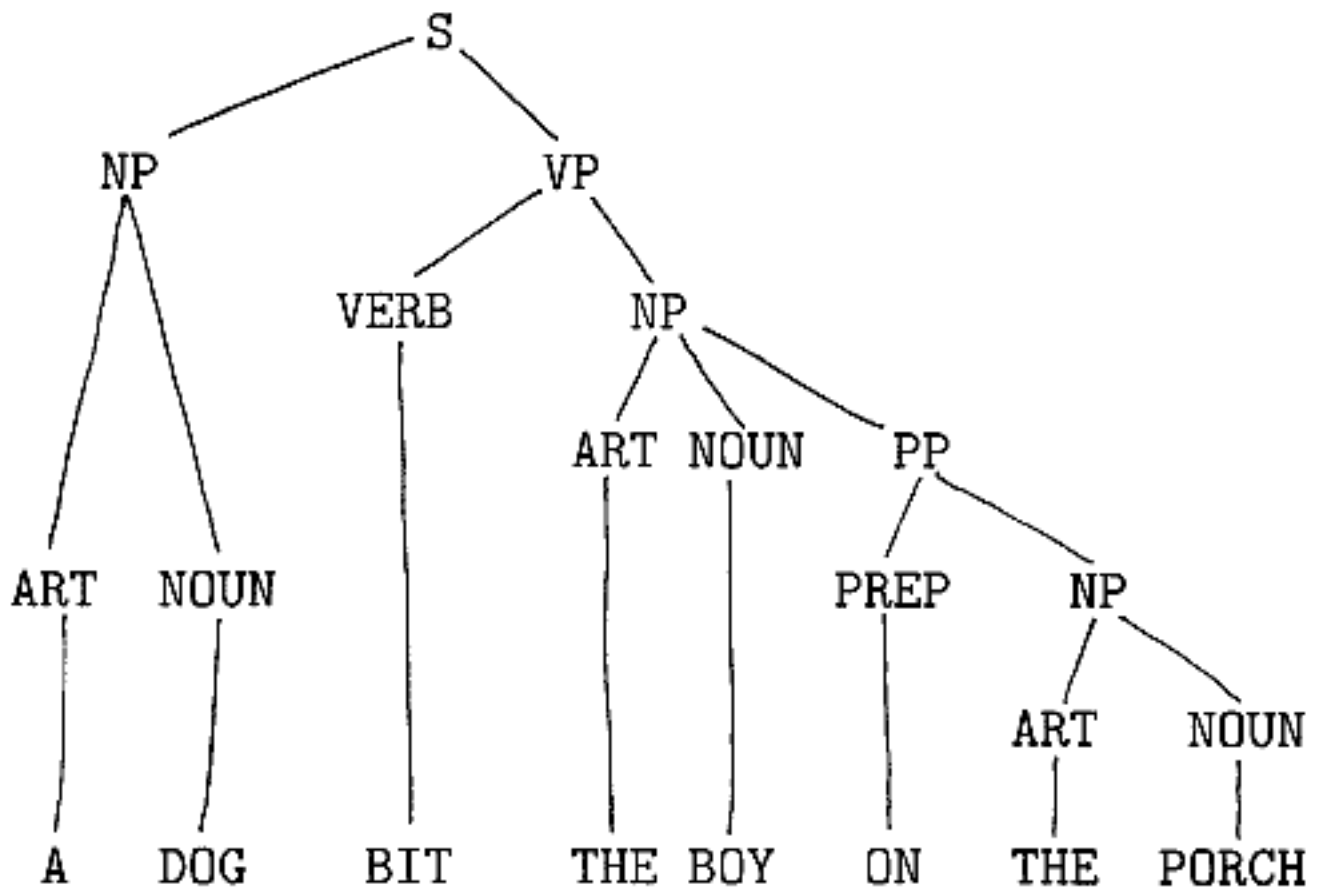 S
NP VP
VERB NP
ART NOUN PP
ART NOUN PREP NP
ART NOUN
A DOG BIT THE BOY ON THE PORCH